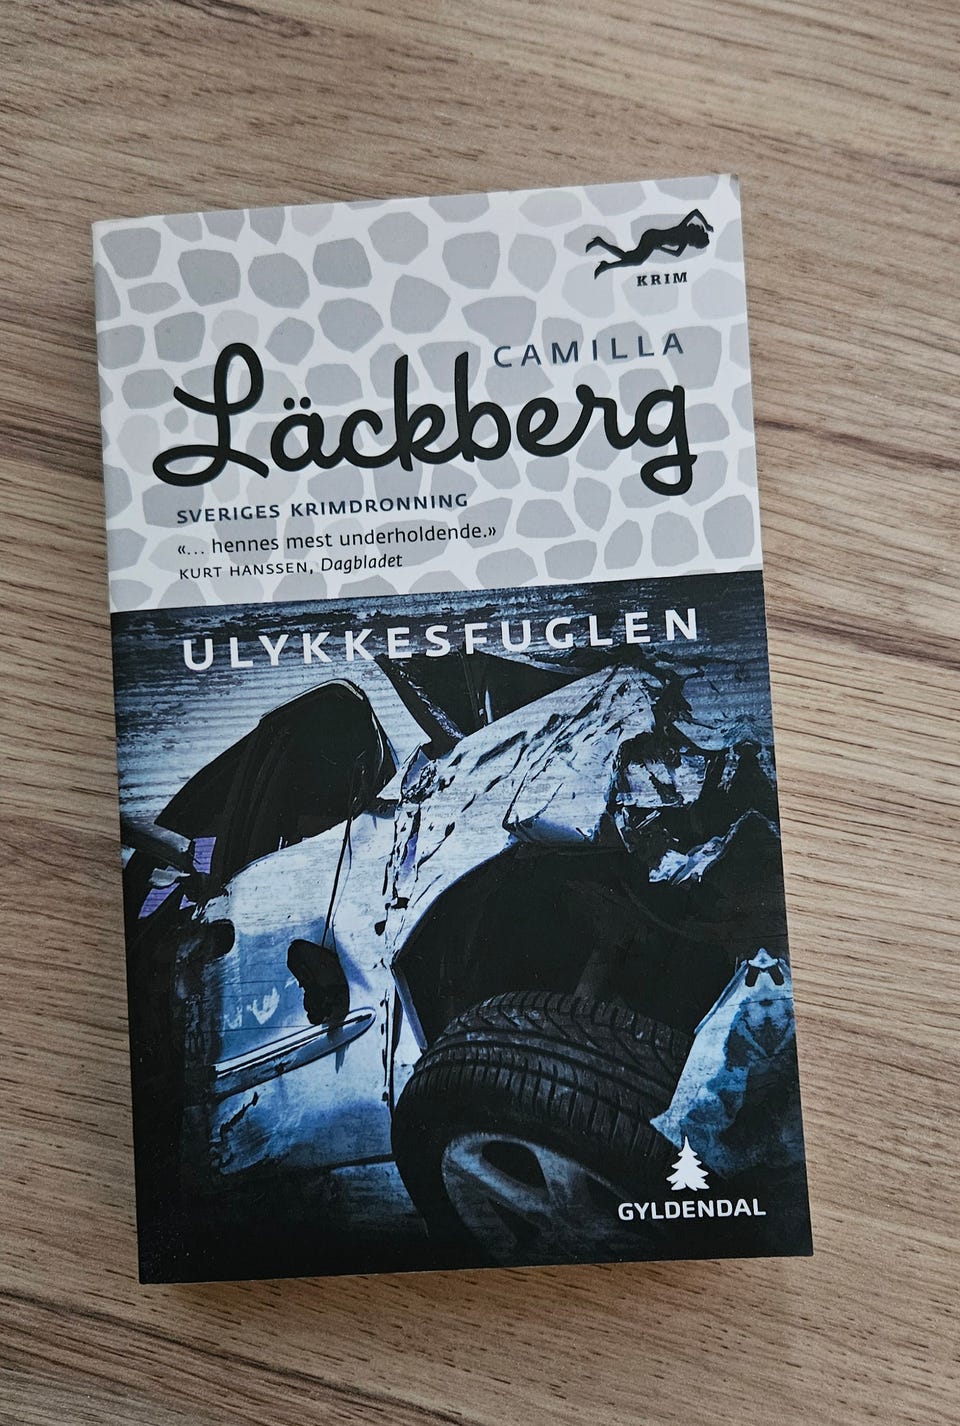 KRIM
CAMILLA
Läckberg
SVERIGES KRIMDRONNING
«... hennes mest underholdende.»
KURT HANSSEN, Dagbladet
ULYKKESFUGLEN
GYLDENDAL